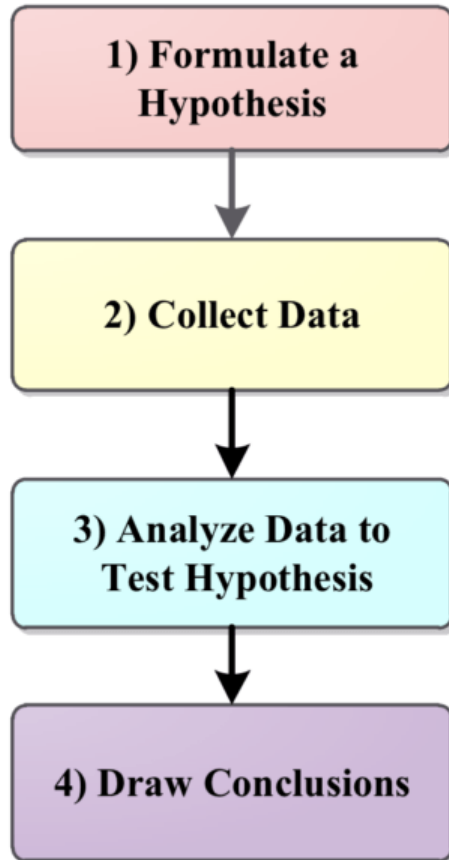 1) Formulate a
Hypothesis
2) Collect Data
3) Analyze Data to
Test Hypothesis
4) Draw Conclusions